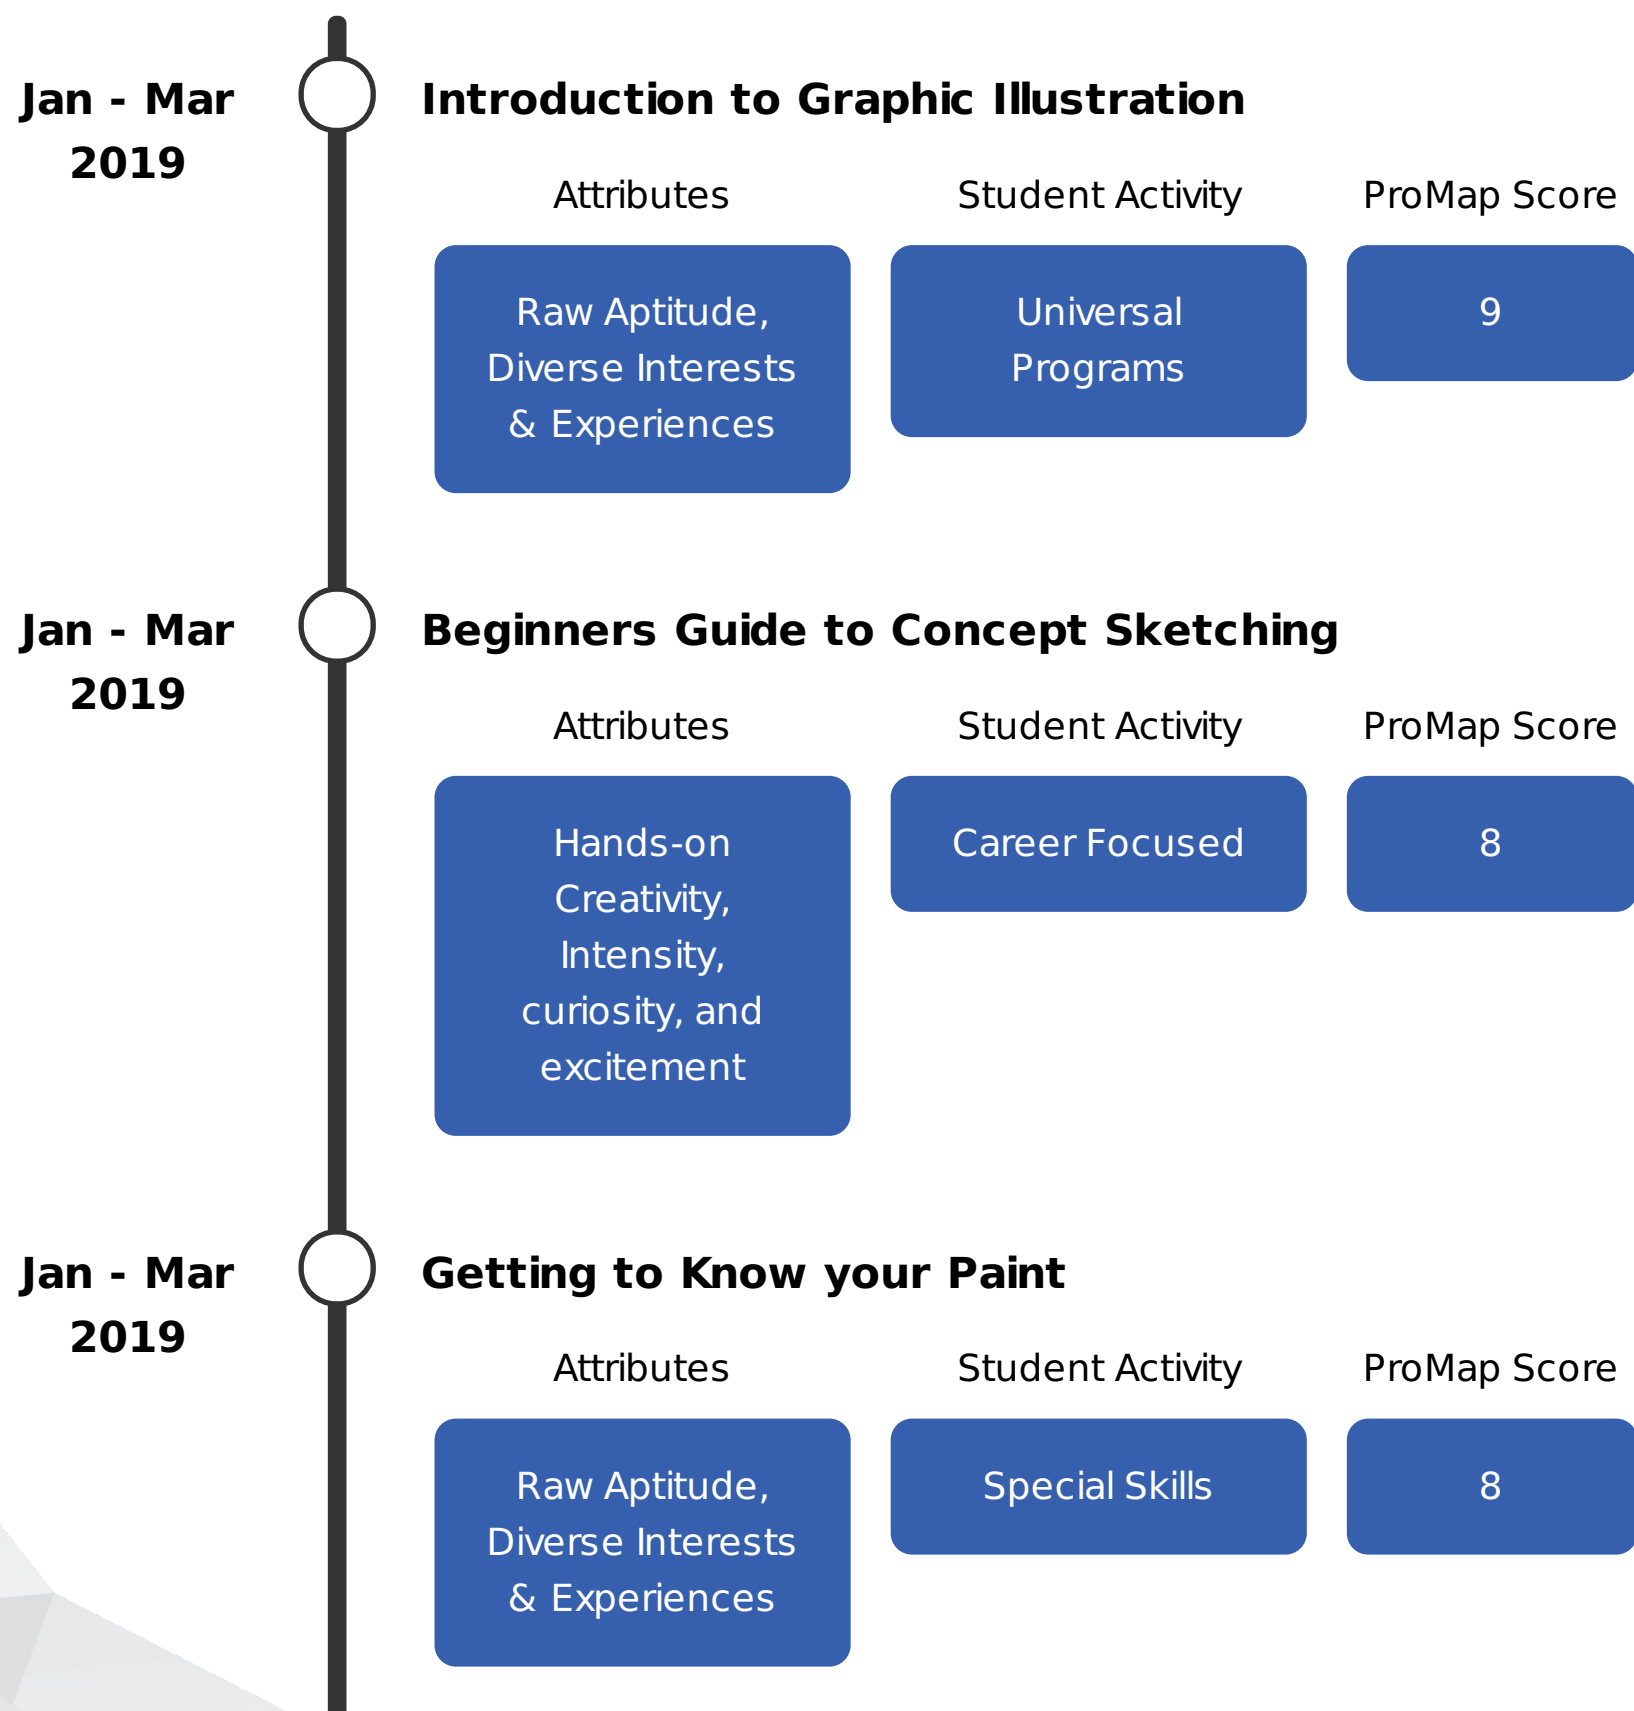 Jan - Mar
2019
Introduction to Graphic Illustration
Attributes
Student Activity
ProMap Score
Raw Aptitude,
Diverse Interests
& Experiences
Universal
Programs
9
Jan - Mar
2019
Beginners Guide to Concept Sketching
Attributes
Student Activity
ProMap Score
Hands-on
Creativity,
Intensity,
curiosity, and
excitement
Career Focused
8
Jan - Mar
2019
Getting to Know your Paint
Attributes
Student Activity
ProMap Score
Raw Aptitude,
Diverse Interests
& Experiences
Special Skills
8